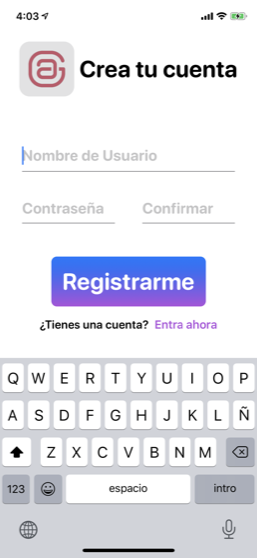 4:03
Crea tu cuenta
Nombre de Usuario
Contraseña Confirmar
Registrarme
¿Tienes una cuenta? Entra ahora
Q W E R T Y U I O P
A S D F G H J K L Ñ
Z X C V B N M
123 espacio intro